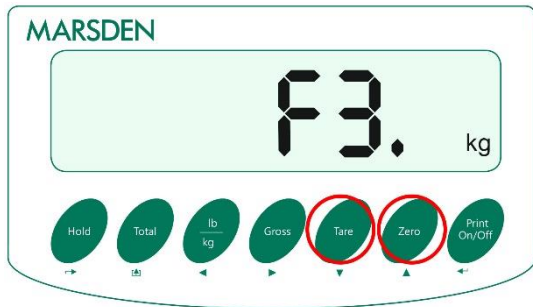 MARSDEN
F3. kg
Hold Total lb/kg Gross Tare Zero Print On/Off